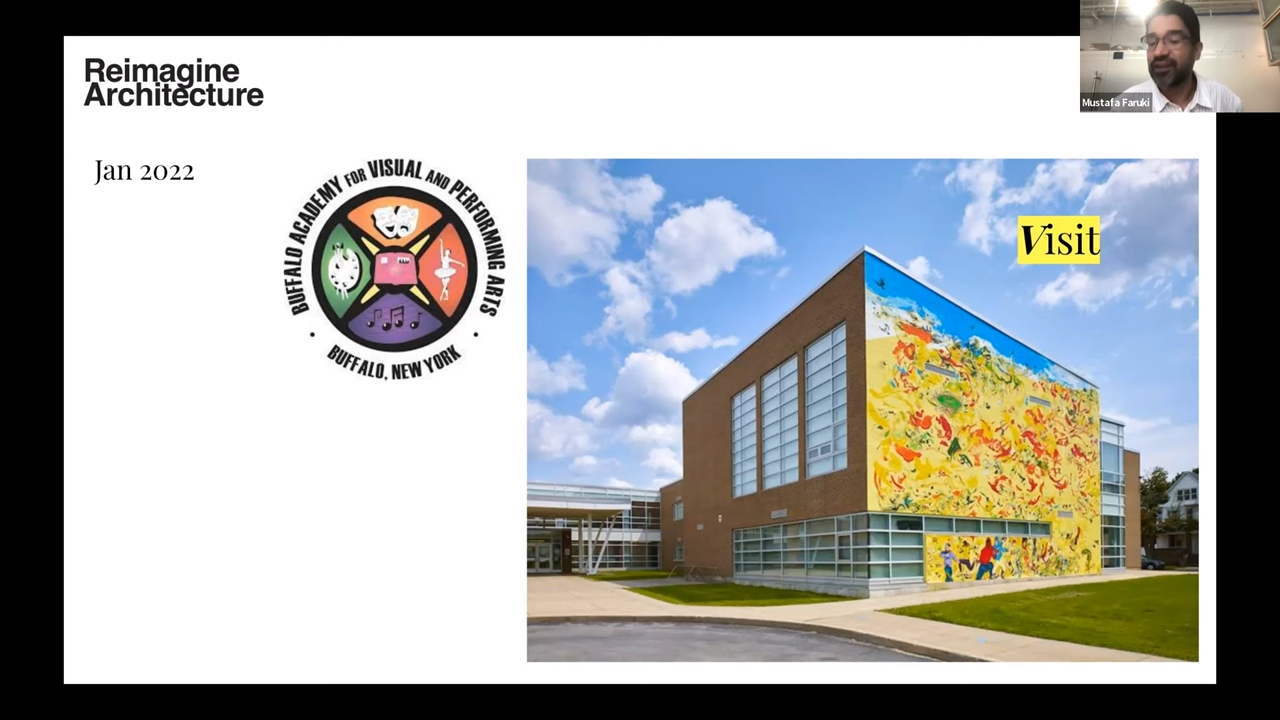 Reimagine
Architecture
Mustafa Faruki
Jan 2022
BUFFALO ACADEMY FOR VISUAL AND PERFORMING ARTS
BUFFALO, NEW YORK
Visit